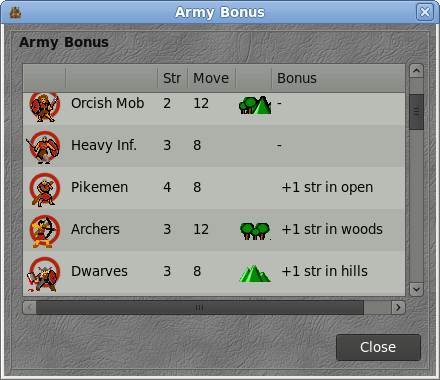 Army Bonus
Army Bonus
Str Move Bonus
Orcish Mob 2 12 -
Heavy Inf. 3 8 -
Pikemen 4 8 +1 str in open
Archers 3 12 +1 str in woods
Dwarves 3 8 +1 str in hills
Close